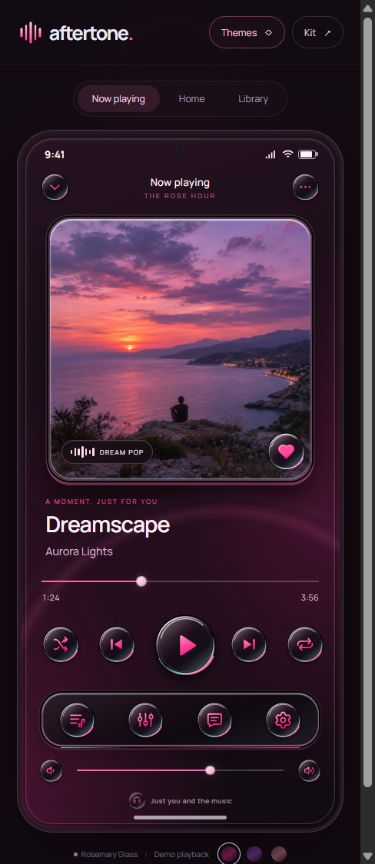 aftertone.
Themes
Kit
Now playing Home Library
9:41
Now playing
THE ROSE HOUR
DREAM POP
A MOMENT, JUST FOR YOU
Dreamscape
Aurora Lights
1:24 3:56
Just you and the music
Rosemary Glass / Demo playback